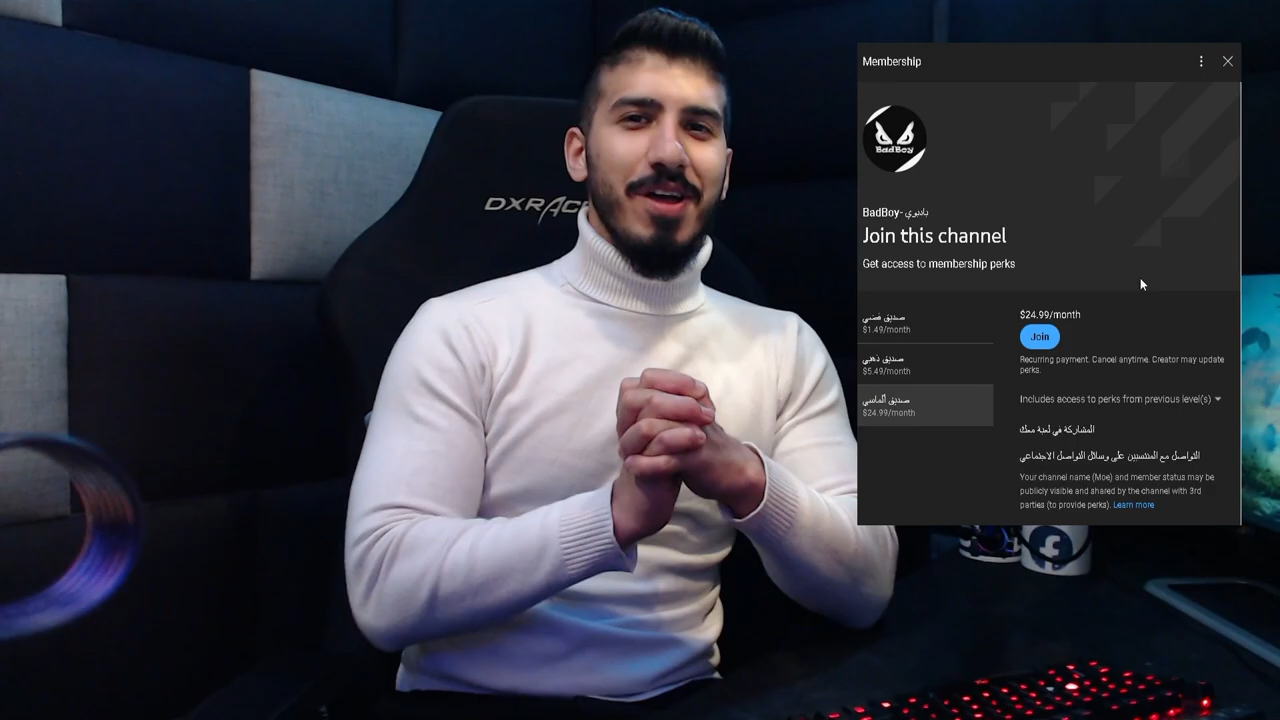 DXRACE
Membership
BadBoy
BadBoy- بادبوي
Join this channel
Get access to membership perks
صديق فضي
$1.49/month
صديق ذهبي
$5.49/month
صديق ألماسي
$24.99/month
$24.99/month
Join
Recurring payment. Cancel anytime. Creator may update
perks.
Includes access to perks from previous level(s)
المشاركة في لعبة معك
التواصل مع المنتسبين على وسائل التواصل الاجتماعي
Your channel name (Moe) and member status may be
publicly visible and shared by the channel with 3rd
parties (to provide perks). Learn more